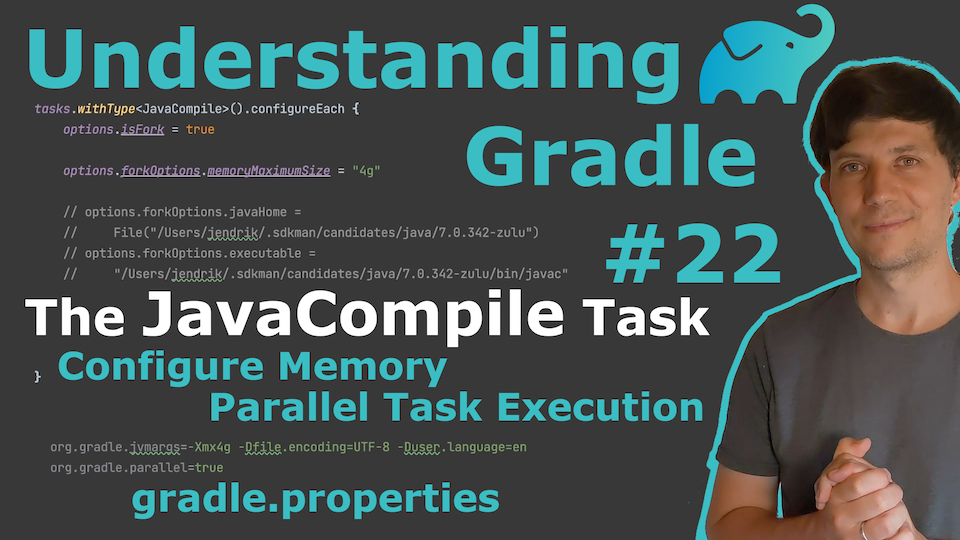 Understanding
tasks.withType<JavaCompile>().configureEach {
options.isFork = true
Gradle
options.forkOptions.memoryMaximumSize = "4g"
// options.forkOptions.javaHome =
//     File("/Users/jendrik/.sdkman/candidates/java/7.0.342-zulu")
// options.forkOptions.executable =
//     "/Users/jendrik/.sdkman/candidates/java/7.0.342-zulu/bin/javac"
#22
The JavaCompile Task
} Configure Memory
Parallel Task Execution
org.gradle.jvmargs=-Xmx4g -Dfile.encoding=UTF-8 -Duser.language=en
org.gradle.parallel=true
gradle.properties